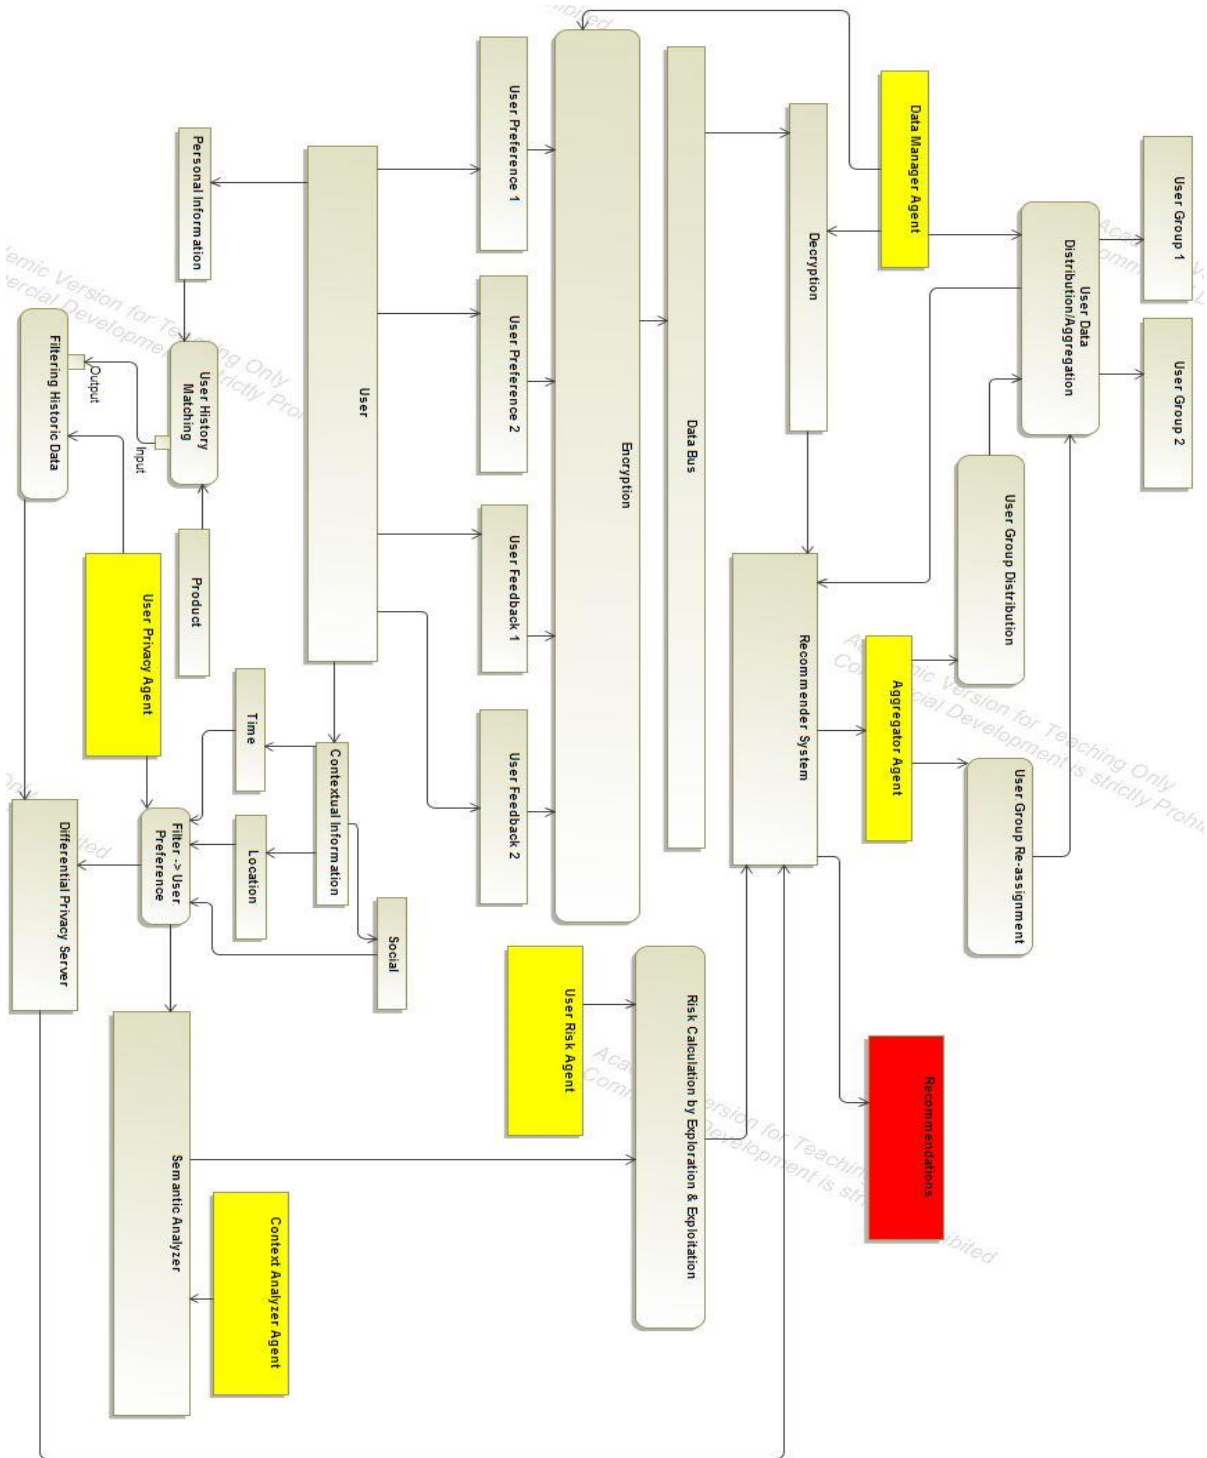 User Group 1
User Group 2
User Data
Distribution/Aggregation
User Group Distribution
User Group Re-assignment
Data Manager Agent
Aggregator Agent
Recommendations
Decryption
Recommender System
Data Bus
Encryption
Risk Calculation by Exploration & Exploitation
User Preference 1
User Preference 2
User Feedback 1
User Feedback 2
User Risk Agent
User
Contextual Information
Social
Time
Location
Context Analyzer Agent
Personal Information
User History
Matching
Product
Input
Output
Filter -> User
Preference
Semantic Analyzer
User Privacy Agent
Filtering Historic Data
Differential Privacy Server
Version for Teaching Only
Development is strictly